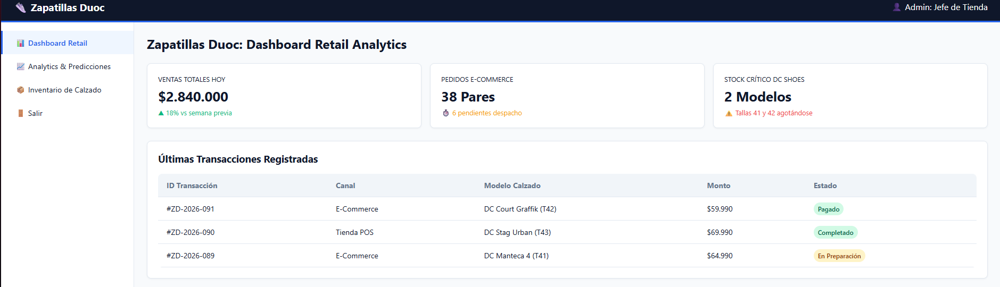 Zapatillas Duoc
Admin: Jefe de Tienda
Dashboard Retail
Analytics & Predicciones
Inventario de Calzado
Salir
Zapatillas Duoc: Dashboard Retail Analytics
VENTAS TOTALES HOY
$2.840.000
▲ 18% vs semana previa
PEDIDOS E-COMMERCE
38 Pares
6 pendientes despacho
STOCK CRÍTICO DC SHOES
2 Modelos
Tallas 41 y 42 agotándose
Últimas Transacciones Registradas
ID Transacción Canal Modelo Calzado Monto Estado
#ZD-2026-091 E-Commerce DC Court Graffik (T42) $59.990 Pagado
#ZD-2026-090 Tienda POS DC Stag Urban (T43) $69.990 Completado
#ZD-2026-089 E-Commerce DC Manteca 4 (T41) $64.990 En Preparación